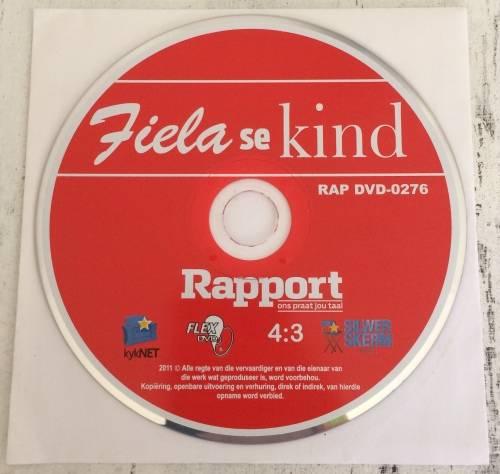 Fiela se kind
RAP DVD-0276
Rapport
ons praat jou taal
kykNET
FLEX
DVD
4:3
SILWER
SKERM
2011 © Alle regte van die vervaardiger en van die eienaar van
die werk wat geproduseer is, word voorbehou.
Kopiëring, openbare uitvoering en verhuring, direk of indirek, van hierdie
opname word verbied.